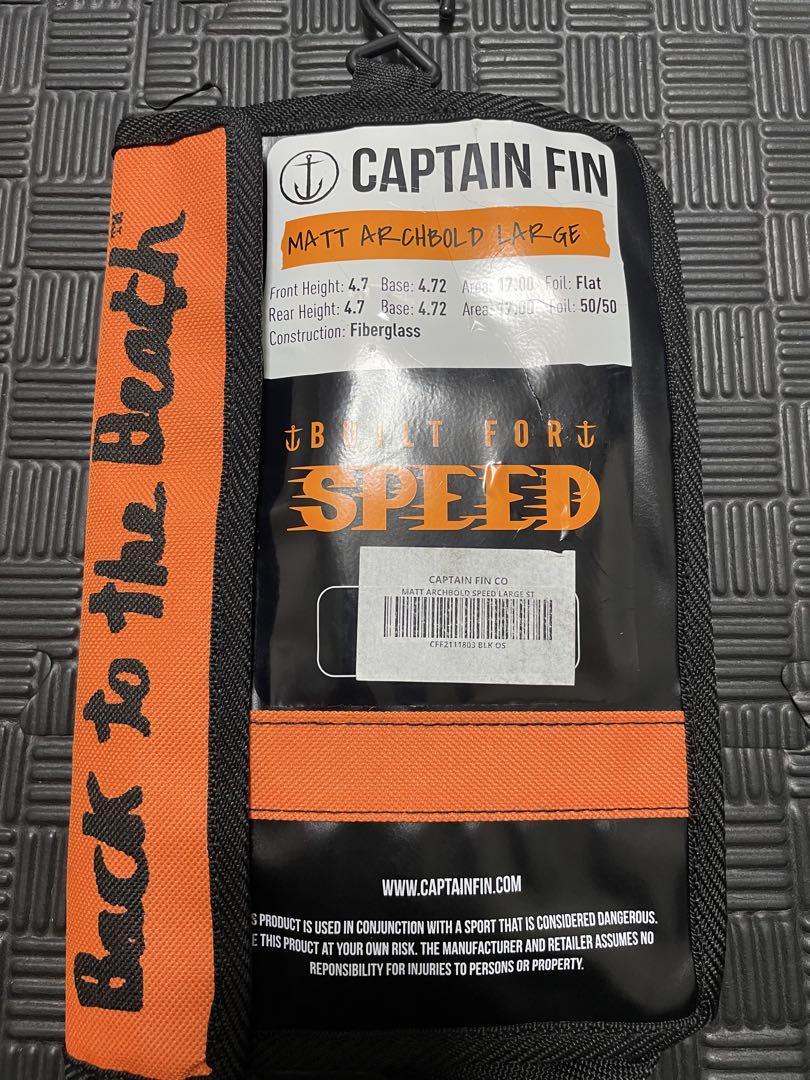 Back to the Beach
CAPTAIN FIN
MATT ARCHBOLD LARGE
Front Height: 4.7 Base: 4.72 Area: 17.00 Foil: Flat
Rear Height: 4.7 Base: 4.72 Area: 17.00 Foil: 50/50
Construction: Fiberglass
BUILT FOR
SPEED
CAPTAIN FIN CO
MATT ARCHBOLD SPEED LARGE ST
CFF2111803 BLK OS
WWW.CAPTAINFIN.COM
PRODUCT IS USED IN CONJUNCTION WITH A SPORT THAT IS CONSIDERED DANGEROUS.
THIS PROUCT AT YOUR OWN RISK. THE MANUFACTURER AND RETAILER ASSUMES NO
REPONSIBILITY FOR INJURIES TO PERSONS OR PROPERTY.